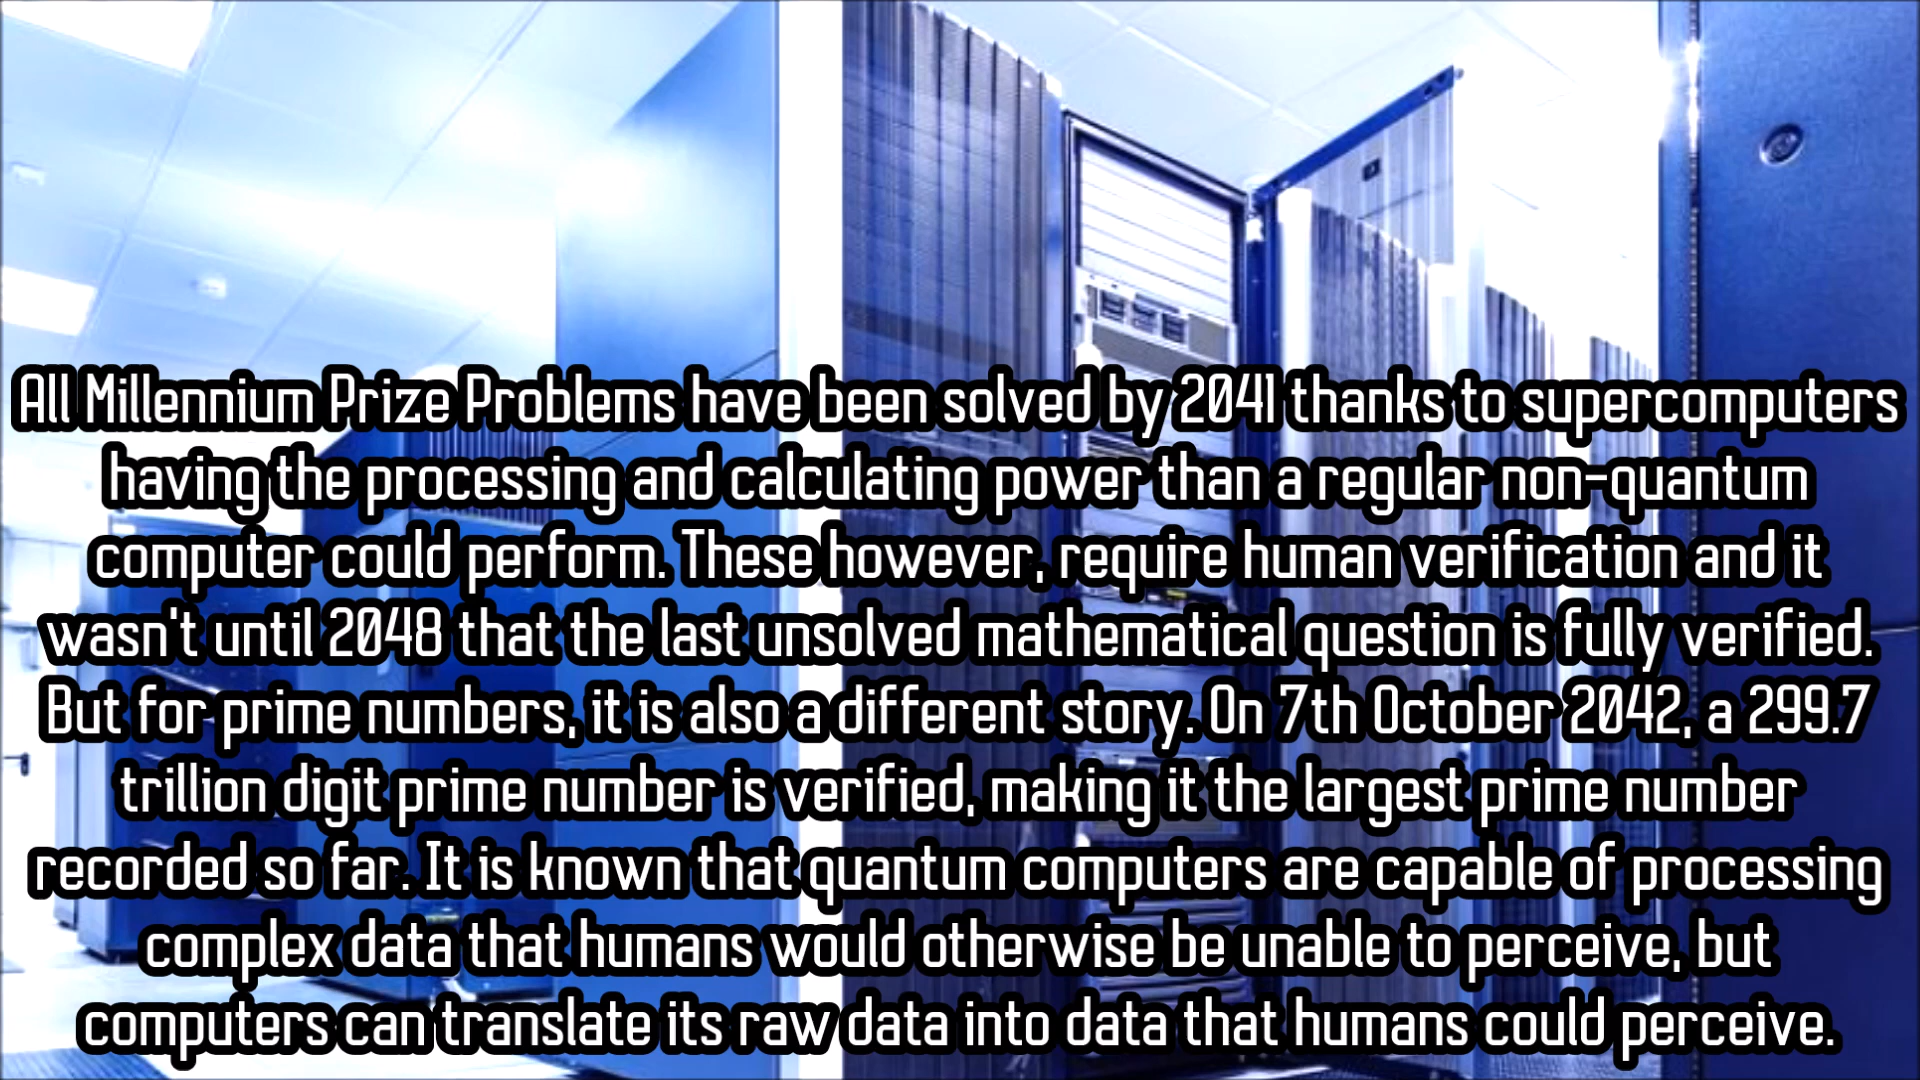 All Millennium Prize Problems have been solved by 2041 thanks to supercomputers
having the processing and calculating power than a regular non-quantum
computer could perform. These however, require human verification and it
wasn't until 2048 that the last unsolved mathematical question is fully verified.
But for prime numbers, it is also a different story. On 7th October 2042, a 299.7
trillion digit prime number is verified, making it the largest prime number
recorded so far. It is known that quantum computers are capable of processing
complex data that humans would otherwise be unable to perceive, but
computers can translate its raw data into data that humans could perceive.